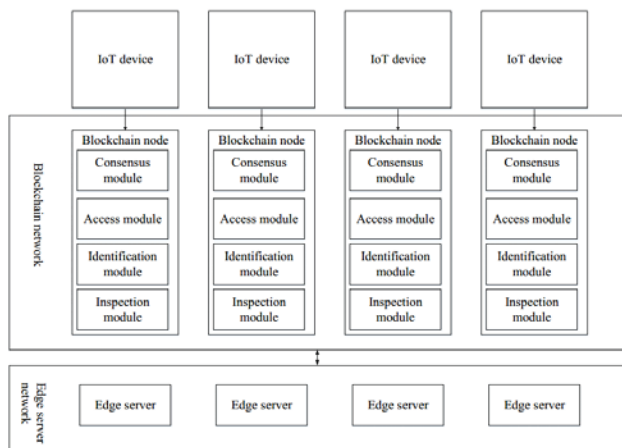 IoT device
IoT device
IoT device
IoT device
Blockchain network
Blockchain node
Consensus
module
Access module
Identification
module
Inspection
module
Blockchain node
Consensus
module
Access module
Identification
module
Inspection
module
Blockchain node
Consensus
module
Access module
Identification
module
Inspection
module
Blockchain node
Consensus
module
Access module
Identification
module
Inspection
module
Edge server
network
Edge server
Edge server
Edge server
Edge server